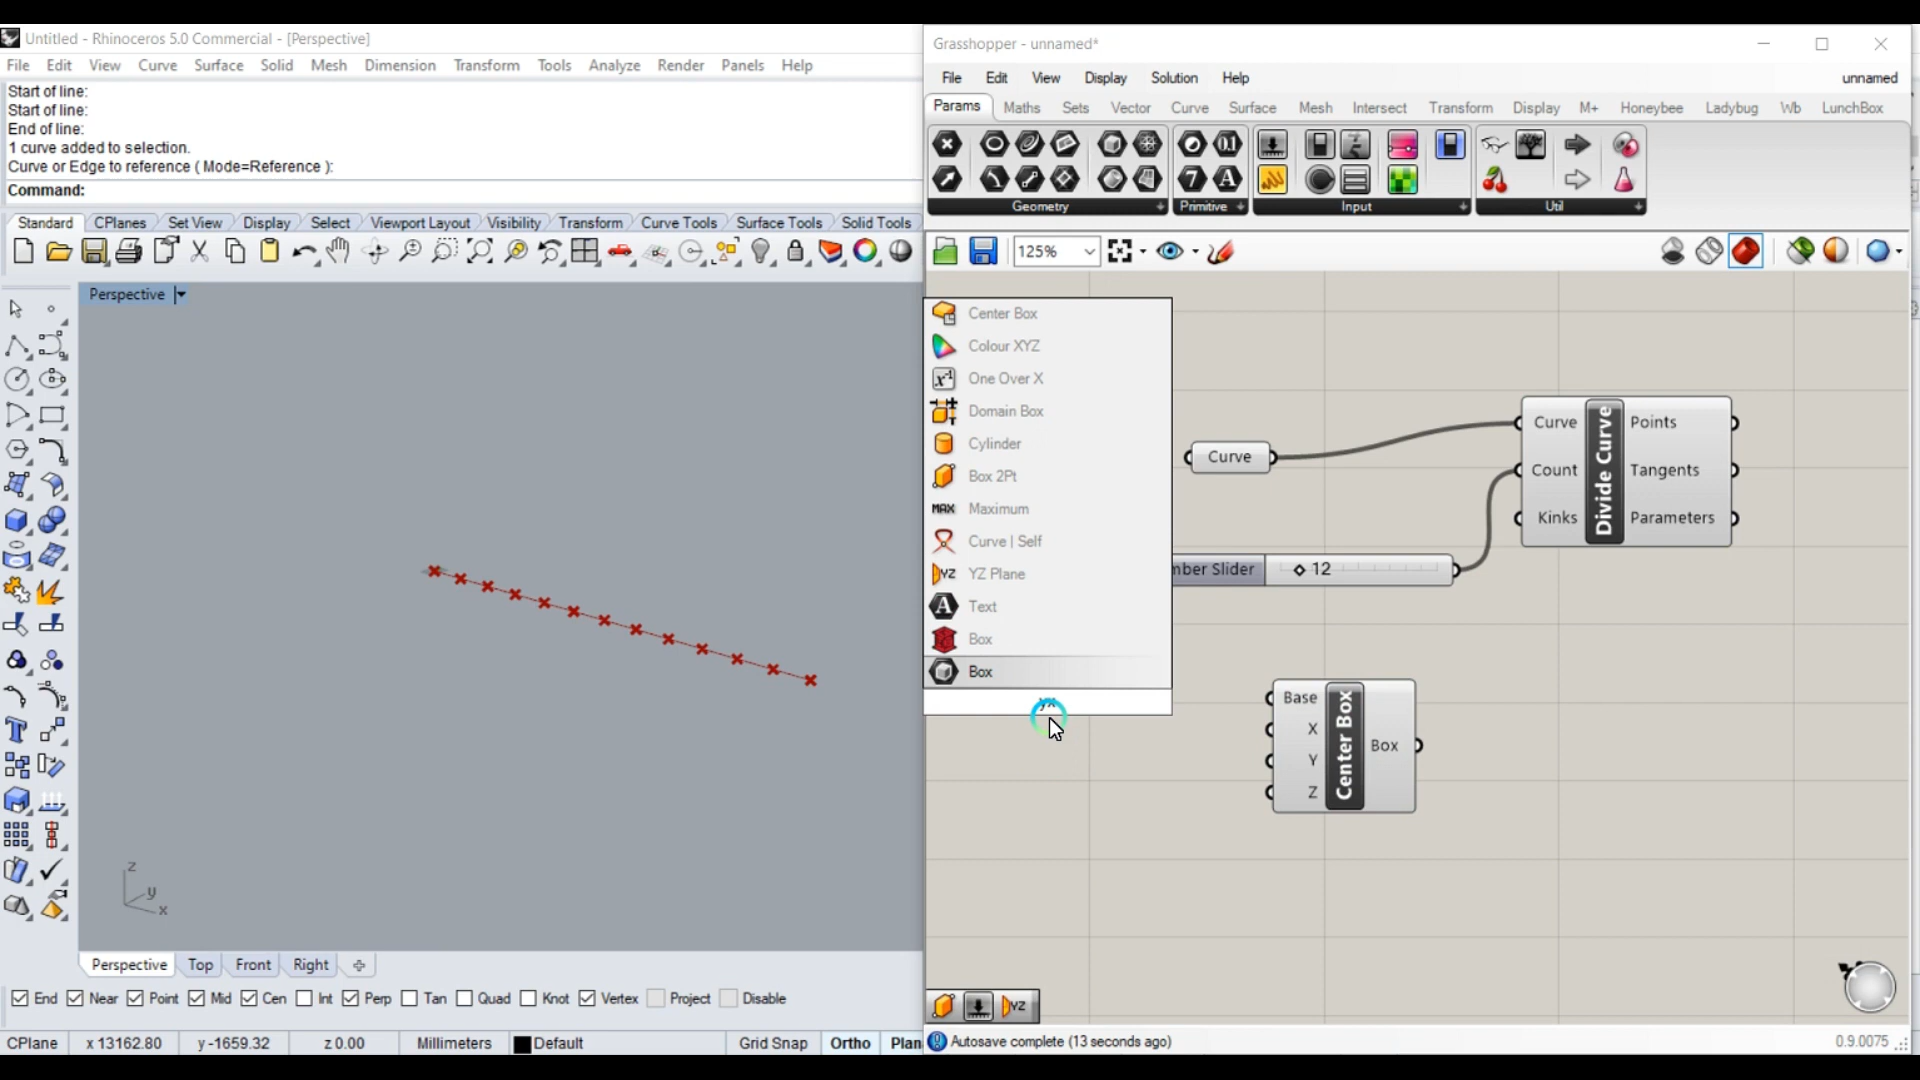 Untitled - Rhinoceros 5.0 Commercial - [Perspective]
File Edit View Curve Surface Solid Mesh Dimension Transform Tools Analyze Render Panels Help
Start of line:
Start of line:
End of line:
1 curve added to selection.
Curve or Edge to reference ( Mode=Reference ):
Command:
Standard CPlanes Set View Display Select Viewport Layout Visibility Transform Curve Tools Surface Tools Solid Tools
Perspective
z
y
x
Perspective Top Front Right
End Near Point Mid Cen Int Perp Tan Quad Knot Vertex Project Disable
CPlane x 13162.80 y -1659.32 z 0.00 Millimeters Default Grid Snap Ortho Plan
Grasshopper - unnamed*
File Edit View Display Solution Help unnamed
Params Maths Sets Vector Curve Surface Mesh Intersect Transform Display M+ Honeybee Ladybug Wb LunchBox
0.1
7 A
Geometry Primitive Input Util
125%
Center Box
Colour XYZ
One Over X
Domain Box
Cylinder
Box 2Pt
MAX Maximum
Curve | Self
YZ YZ Plane
A Text
Box
Box
Curve
Curve
Count
Kinks
Divide Curve
Points
Tangents
Parameters
mber Slider 12
Base
X
Y
Z
Center Box
Box
YZ
Autosave complete (13 seconds ago) 0.9.0075